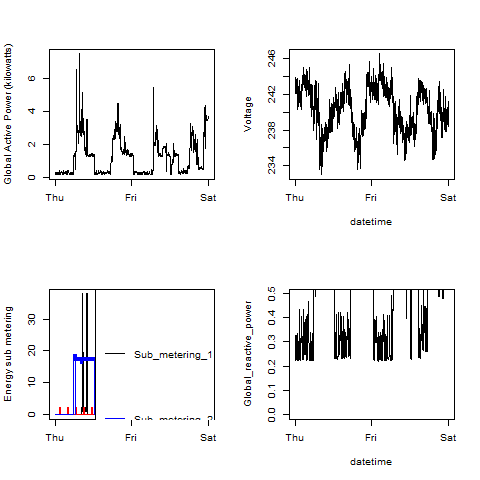 Global Active Power (kilowatts)
0 2 4 6
Thu Fri Sat
Voltage
234 238 242 246
Thu Fri Sat
datetime
Energy sub metering
0 10 20 30
Sub_metering_1
Thu Fri Sat
Global_reactive_power
0.0 0.1 0.2 0.3 0.4 0.5
Thu Fri Sat
datetime